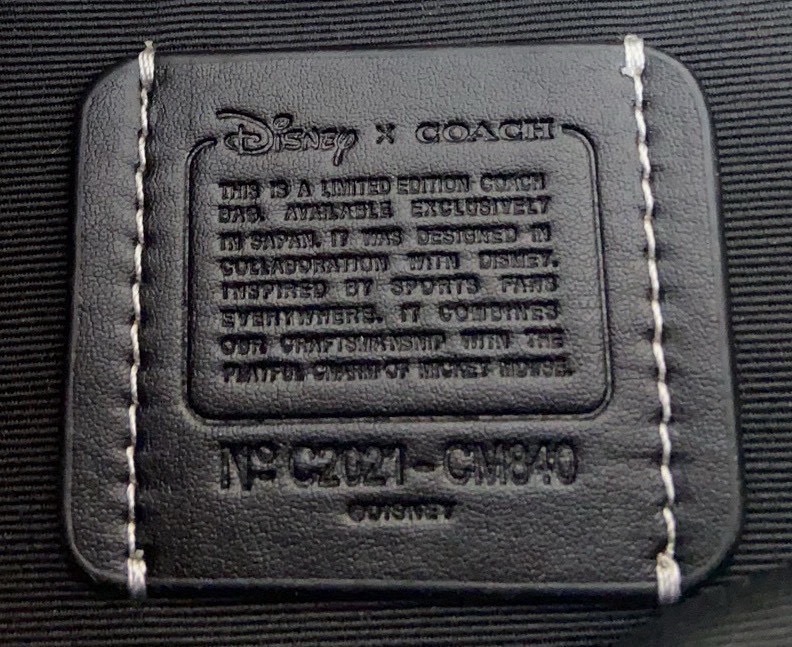 Disney x COACH
THIS IS A LIMITED EDITION COACH
BAG. AVAILABLE EXCLUSIVELY
IN JAPAN, IT WAS DESIGNED IN
COLLABORATION WITH DISNEY.
INSPIRED BY SPORTS FANS
EVERYWHERE, IT COMBINES
OUR CRAFTSMANSHIP WITH THE
PLAYFUL CHARM OF MICKEY MOUSE.
Nº C2021-CM840
©DISNEY